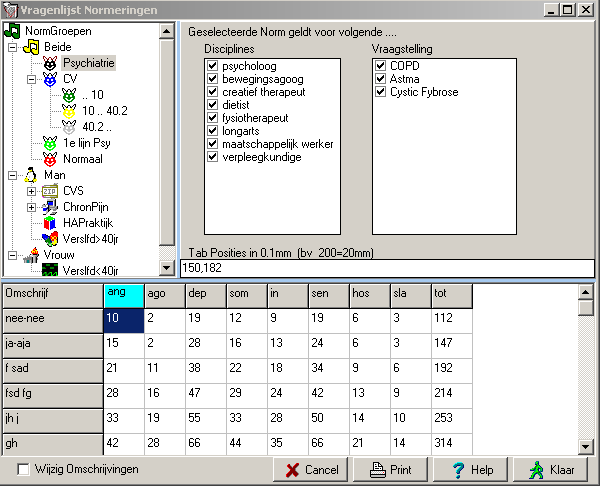 Vragenlijst Normeringen
NormGroepen
Beide
Psychiatrie
CV
.. 10
10 .. 40.2
40.2 ..
1e lijn Psy
Normaal
Man
CVS
ChronPijn
HAPraktijk
Verslfd>40jr
Vrouw
Verslfd<40jr
Geselecteerde Norm geldt voor volgende ....
Disciplines
psycholoog
bewegingsagoog
creatief therapeut
dietist
fysiotherapeut
longarts
maatschappelijk werker
verpleegkundige
Vraagstelling
COPD
Astma
Cystic Fybrose
Tab Posities in 0.1mm (bv 200=20mm)
150,182
Omschrijf ang ago dep som in sen hos sla tot
nee-nee 10 2 19 12 9 19 6 3 112
ja-aja 15 2 28 16 13 24 6 3 147
f sad 21 11 38 22 18 34 9 6 192
fsd fg 28 16 47 29 24 42 13 9 214
jh j 33 19 55 33 28 50 14 10 253
gh 42 28 66 44 35 66 21 14 314
Wijzig Omschrijvingen
Cancel
Print
Help
Klaar